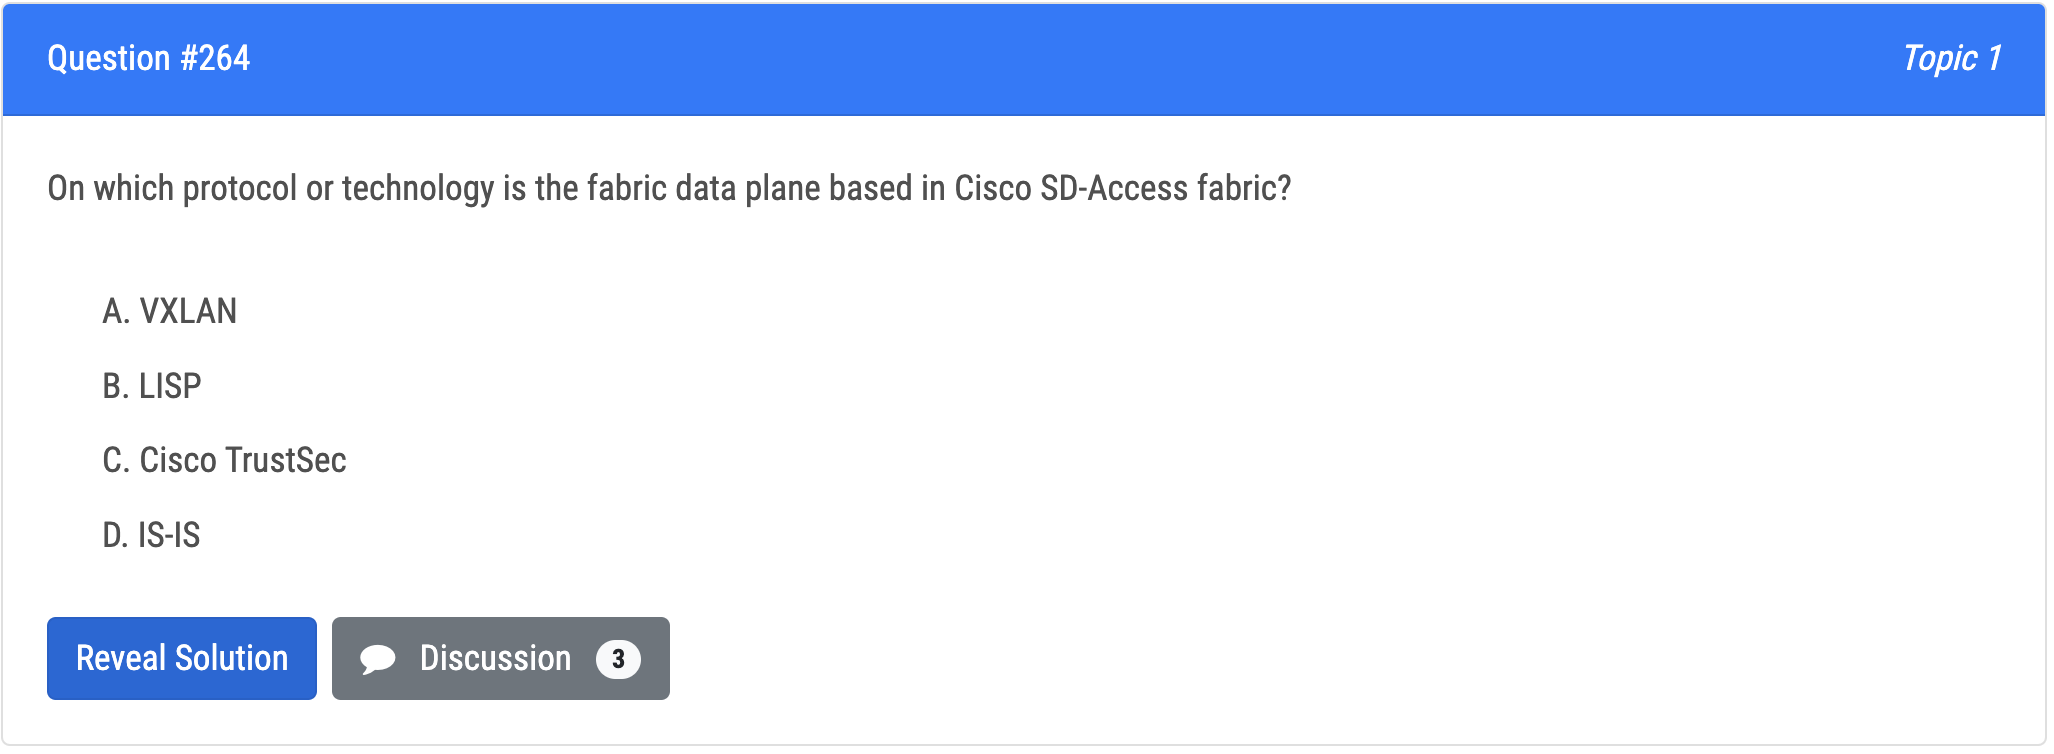 Question #264
Topic 1
On which protocol or technology is the fabric data plane based in Cisco SD-Access fabric?
A. VXLAN
B. LISP
C. Cisco TrustSec
D. IS-IS
Reveal Solution
Discussion 3